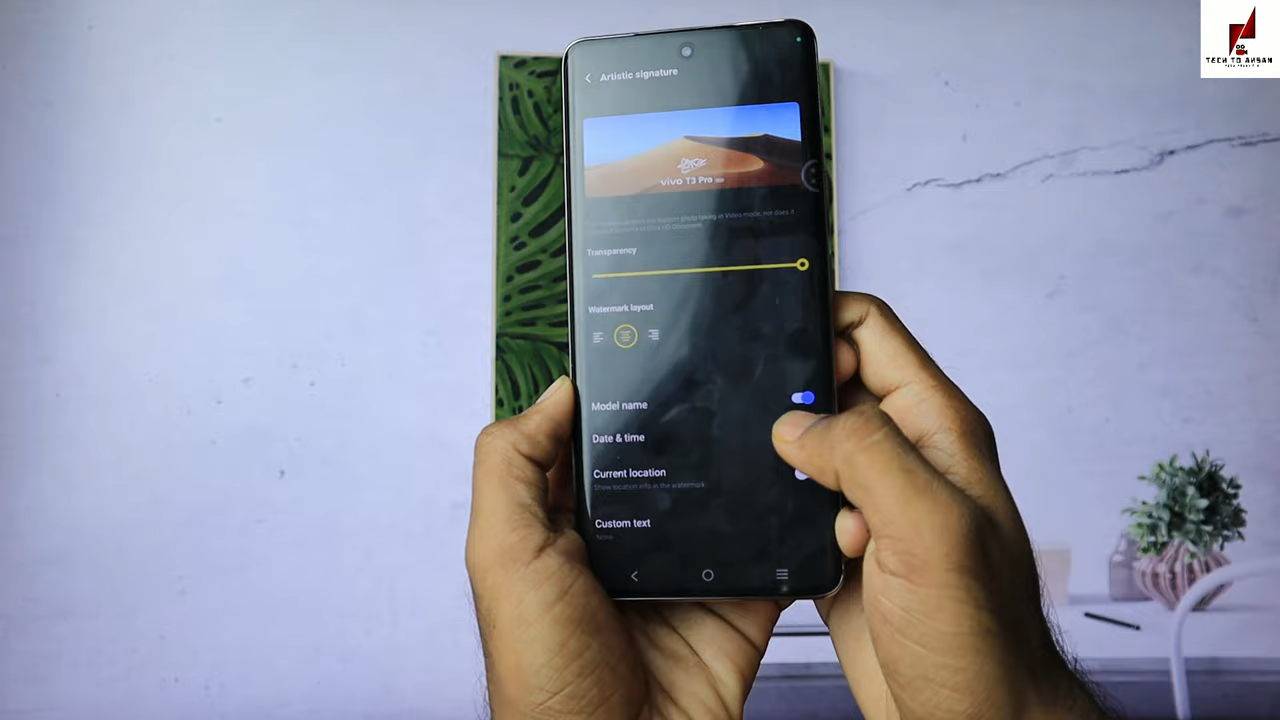 TECH TO AHSAN
Artistic signature
vivo T3 Pro
Transparency
Watermark layout
Model name
Date & time
Current location
Show location info in the watermark
Custom text
None